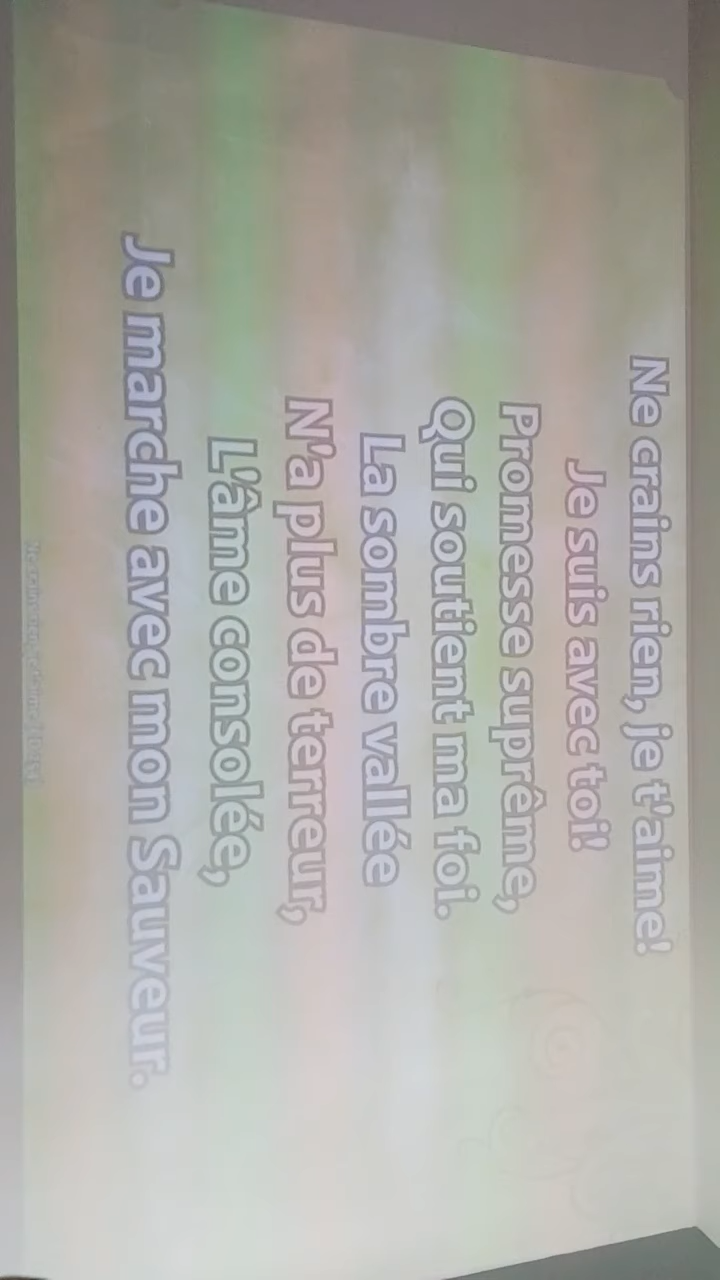 Ne crains rien, je t'aime!
Je suis avec toi!
Promesse suprême,
Qui soutient ma foi.
La sombre vallée
N'a plus de terreur,
L'âme consolée,
Je marche avec mon Sauveur.